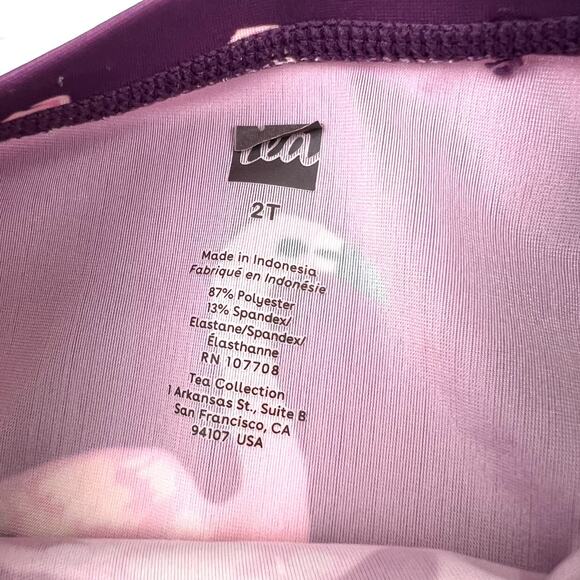 tea
2T
Made in Indonesia
Fabriqué en Indonésie
87% Polyester
13% Spandex/
Elastane/Spandex/
Élasthanne
RN 107708
Tea Collection
1 Arkansas St., Suite B
San Francisco, CA
94107 USA